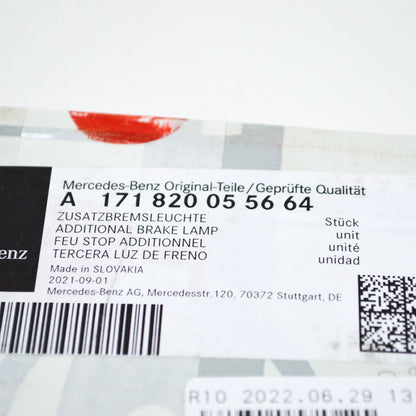 Mercedes-Benz Original-Teile/Geprüfte Qualität
A 171 820 05 56 64
ZUSATZBREMSLEUCHTE
Stück
ADDITIONAL BRAKE LAMP
unit
FEU STOP ADDITIONNEL
unité
TERCERA LUZ DE FRENO
unidad
enz
Made in SLOVAKIA
2021-09-01
Mercedes-Benz AG, Mercedesstr. 120, 70372 Stuttgart, DE
R10 2022.06.29 13